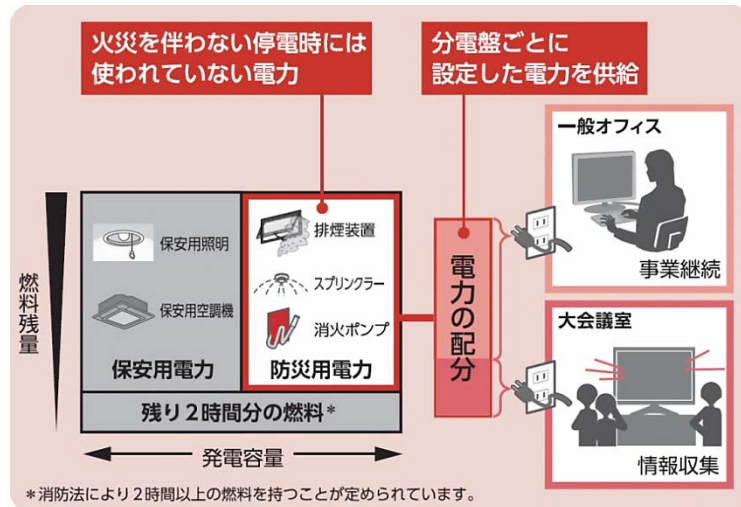 火災を伴わない停電時には
使われていない電力
分電盤ごとに
設定した電力を供給
一般オフィス
事業継続
大会議室
情報収集
燃料残量
保安用照明
保安用空調機
保安用電力
排煙装置
スプリンクラー
消火ポンプ
防災用電力
電力の配分
残り2時間分の燃料*
発電容量
*消防法により2時間以上の燃料を持つことが定められています。